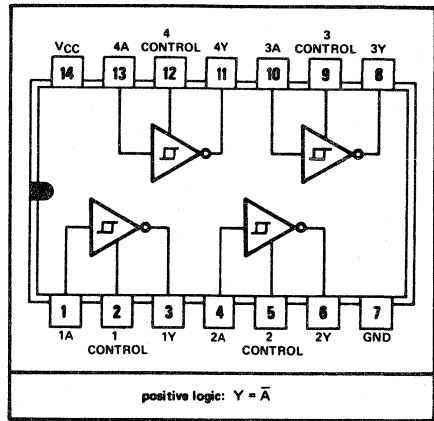 4 3
VCC 4A CONTROL 4Y 3A CONTROL 3Y
14 13 12 11 10 9 8
1 2 3 4 5 6 7
1A 1 1Y 2A 2 2Y GND
CONTROL CONTROL
positive logic: Y = A̅